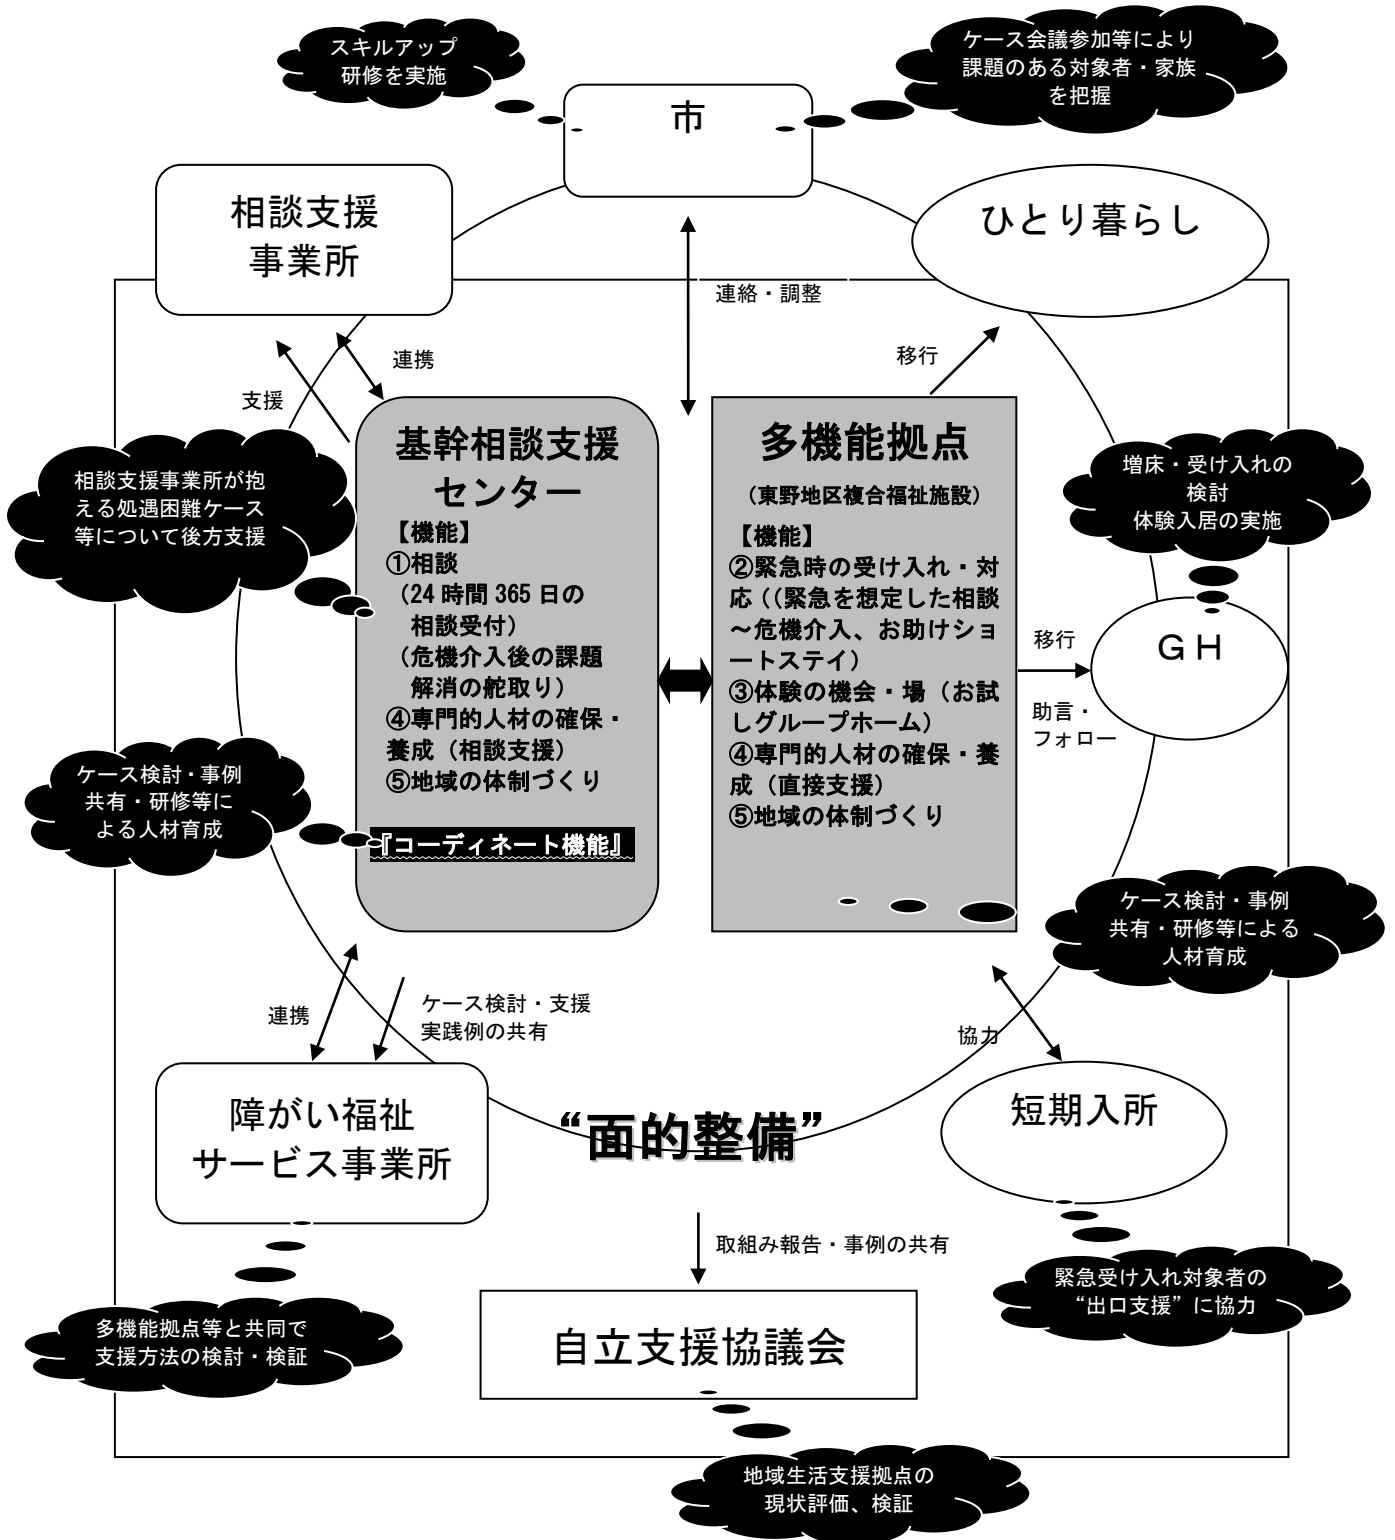 スキルアップ
研修を実施
ケース会議参加等により
課題のある対象者・家族
を把握
市
相談支援
事業所
ひとり暮らし
連絡・調整
連携
移行
支援
相談支援事業所が抱
える処遇困難ケース
等について後方支援
基幹相談支援
センター
【機能】
①相談
（24時間365日の
相談受付）
（危機介入後の課題
解消の舵取り）
④専門的人材の確保・
養成（相談支援）
⑤地域の体制づくり
『コーディネート機能』
多機能拠点
（東野地区複合福祉施設）
【機能】
②緊急時の受け入れ・対
応（（緊急を想定した相談
～危機介入、お助けショ
ートステイ）
③体験の機会・場（お試
しグループホーム）
④専門的人材の確保・養
成（直接支援）
⑤地域の体制づくり
増床・受け入れの
検討
体験入居の実施
移行
ＧＨ
助言・
フォロー
ケース検討・事例
共有・研修等に
よる人材育成
ケース検討・事例
共有・研修等による
人材育成
連携
ケース検討・支援
実践例の共有
協力
障がい福祉
サービス事業所
“面的整備”
短期入所
取組み報告・事例の共有
緊急受け入れ対象者の
“出口支援”に協力
多機能拠点等と共同で
支援方法の検討・検証
自立支援協議会
地域生活支援拠点の
現状評価、検証